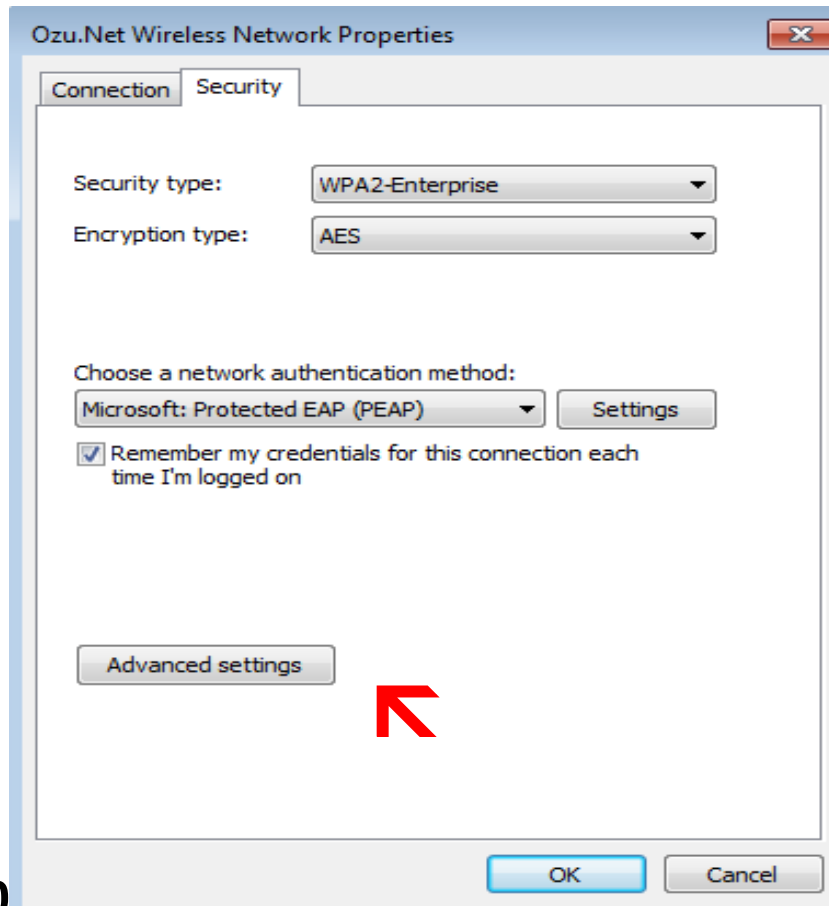 Ozu.Net Wireless Network Properties
Connection Security
Security type: WPA2-Enterprise
Encryption type: AES
Choose a network authentication method:
Microsoft: Protected EAP (PEAP) Settings
Remember my credentials for this connection each
time I'm logged on
Advanced settings
OK Cancel